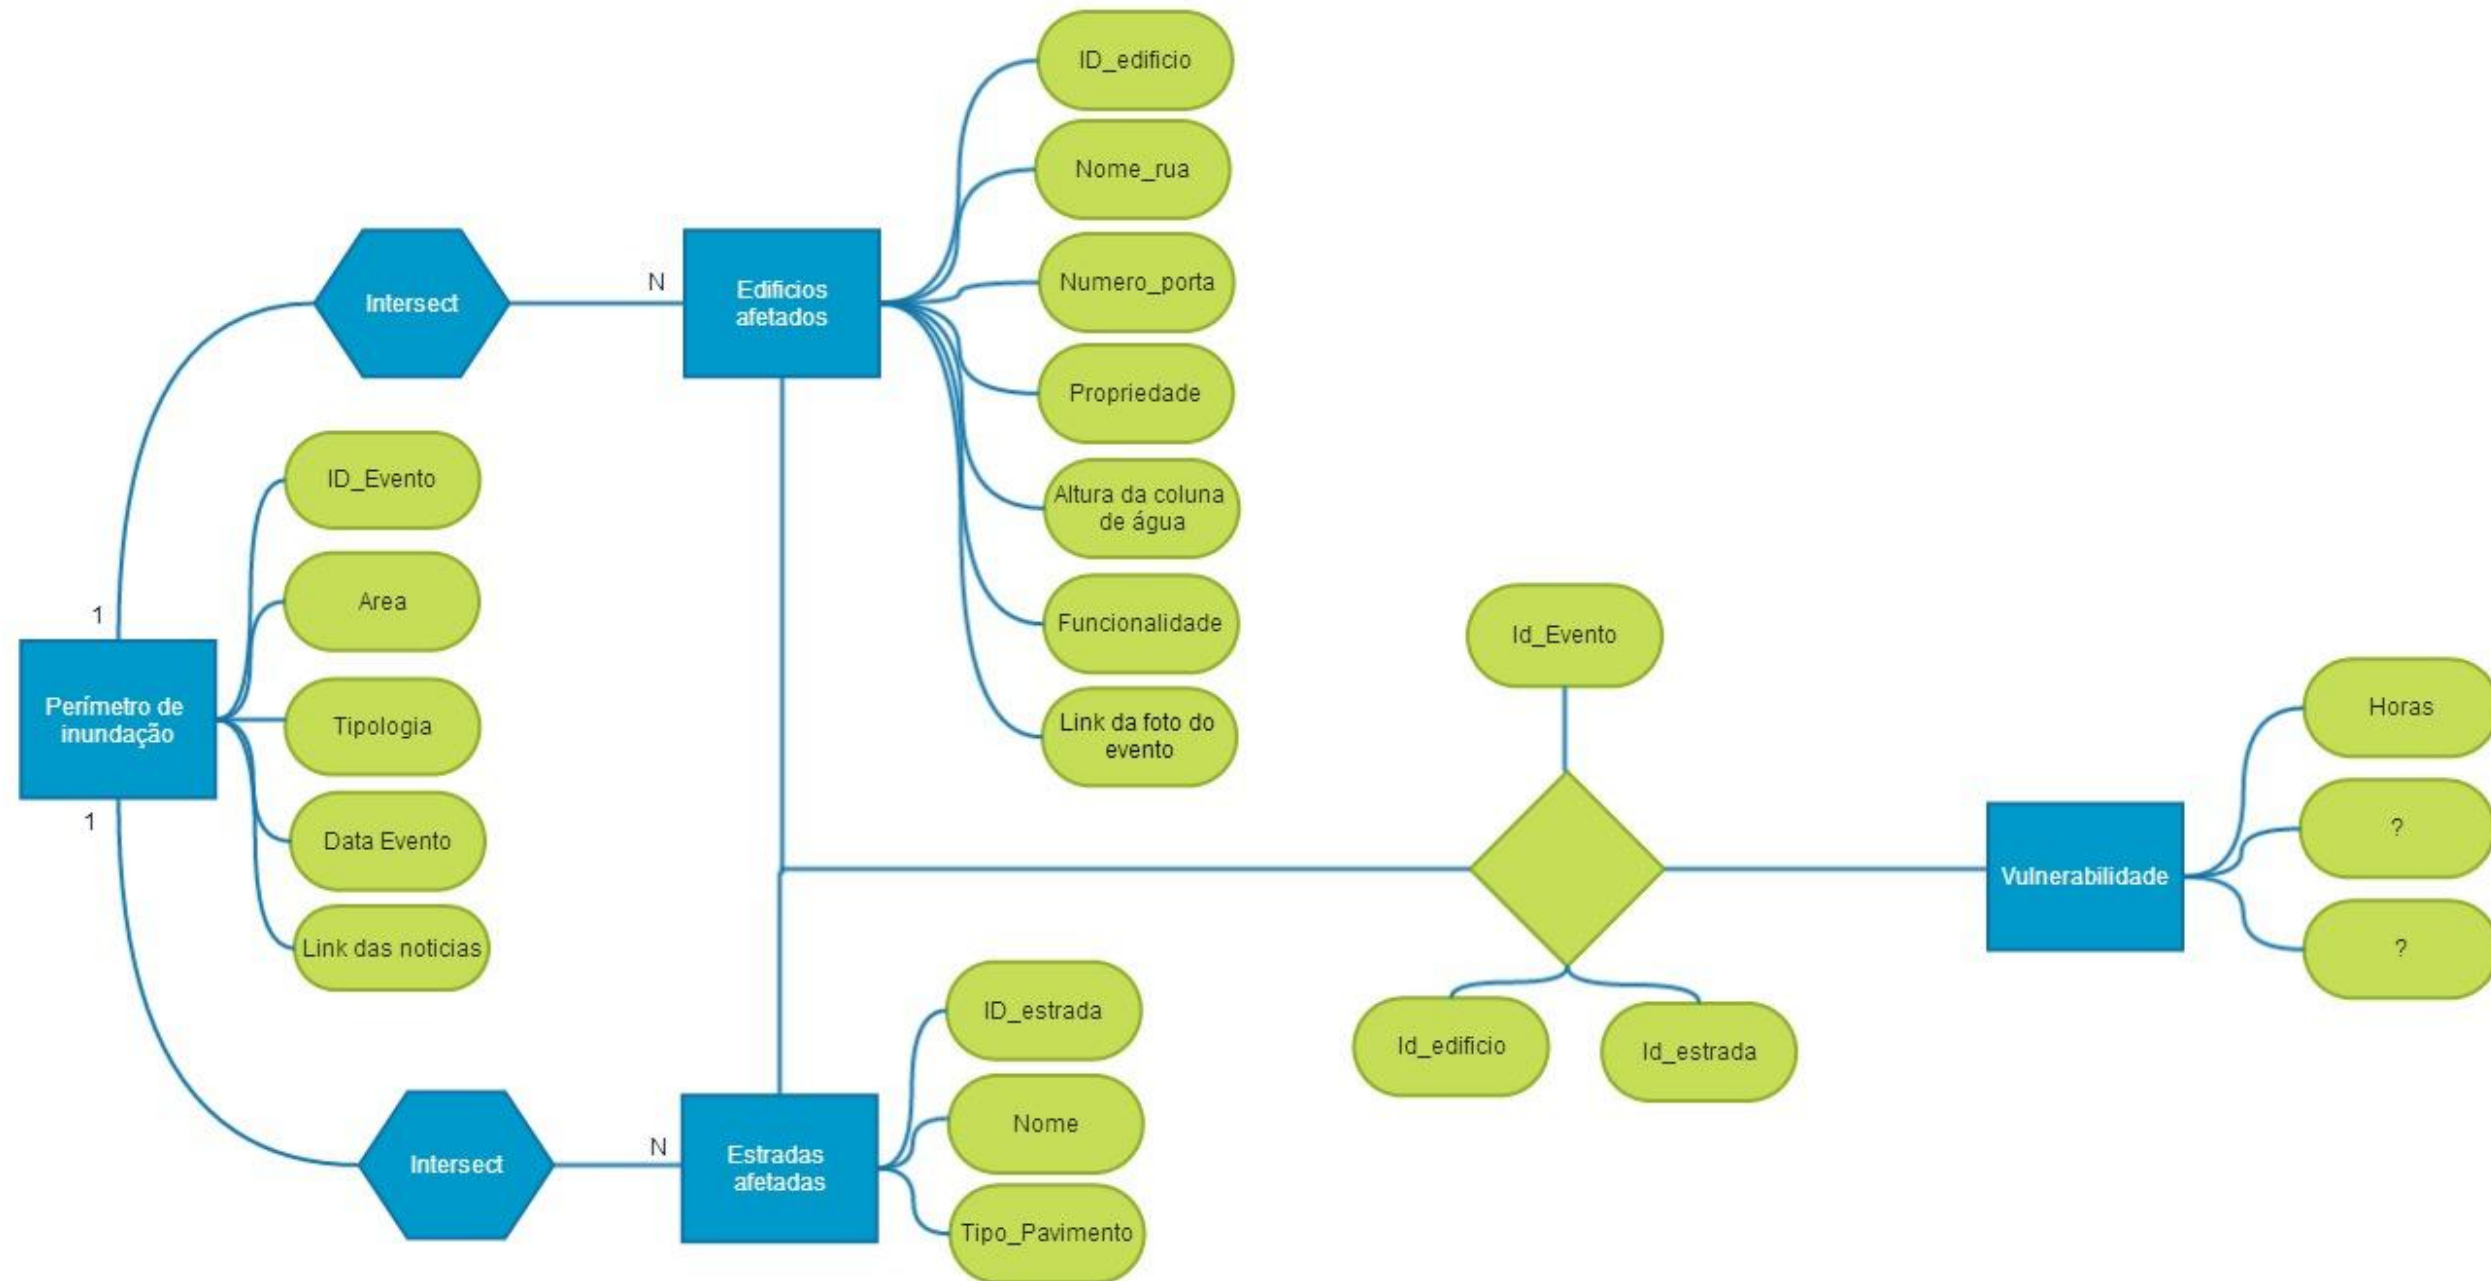 ID_edificio
Nome_rua
Numero_porta
Propriedade
Altura da coluna
de água
Funcionalidade
Link da foto do
evento
Intersect
N
Edificios
afetados
ID_Evento
Area
Tipologia
Data Evento
Link das noticias
1
Perímetro de
inundação
1
Intersect
N
Estradas
afetadas
ID_estrada
Nome
Tipo_Pavimento
Id_Evento
Id_edificio
Id_estrada
Vulnerabilidade
Horas
?
?